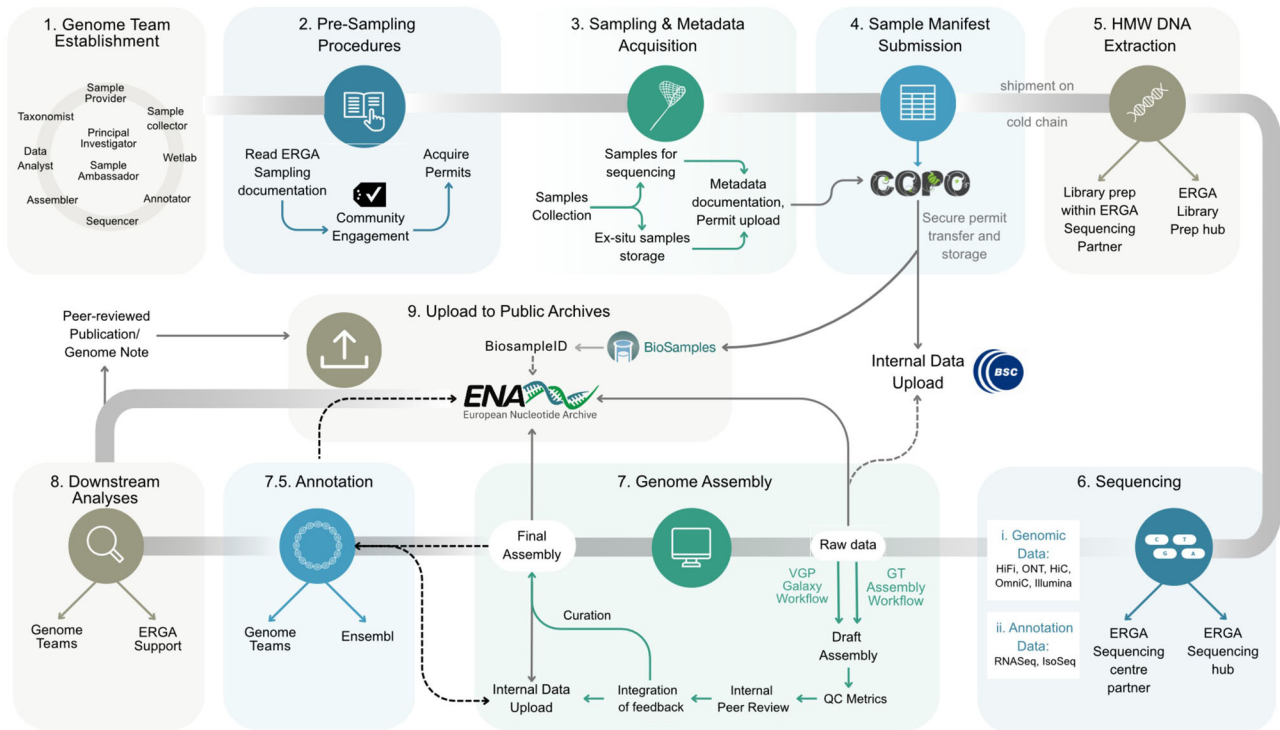 1. Genome Team
Establishment
Sample
Provider
Taxonomist
Sample
collector
Principal
Investigator
Data
Analyst
Sample
Ambassador
Wetlab
Assembler
Annotator
Sequencer
2. Pre-Sampling
Procedures
Read ERGA
Sampling
documentation
Community
Engagement
Acquire
Permits
3. Sampling & Metadata
Acquisition
Samples for
sequencing
Samples
Collection
Ex-situ samples
storage
Metadata
documentation,
Permit upload
4. Sample Manifest
Submission
COPO
Secure permit
transfer and
storage
shipment on
cold chain
5. HMW DNA
Extraction
Library prep
within ERGA
Sequencing
Partner
ERGA
Library
Prep hub
Peer-reviewed
Publication/
Genome Note
9. Upload to Public Archives
BiosampleID
BioSamples
ENA
European Nucleotide Archive
Internal Data
Upload
BSC
8. Downstream
Analyses
Genome
Teams
ERGA
Support
7.5. Annotation
Genome
Teams
Ensembl
7. Genome Assembly
Final
Assembly
Raw data
VGP
Galaxy
Workflow
GT
Assembly
Workflow
Curation
Draft
Assembly
Internal Data
Upload
Integration
of feedback
Internal
Peer Review
QC Metrics
6. Sequencing
i. Genomic
Data:
HiFi, ONT, HiC,
OmniC, Illumina
C T
G A
ii. Annotation
Data:
RNASeq, IsoSeq
ERGA
Sequencing
centre
partner
ERGA
Sequencing
hub